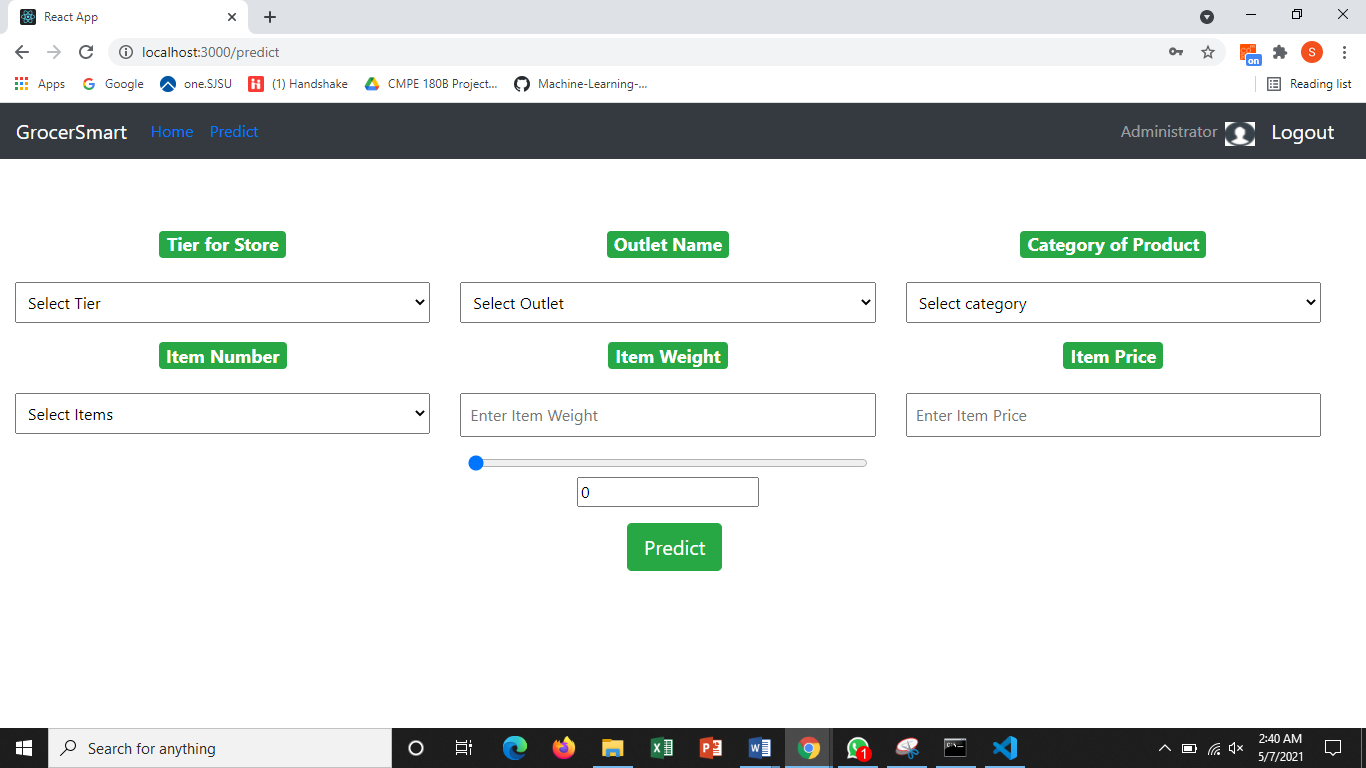 React App
localhost:3000/predict
S
on
Apps Google one.SJSU (1) Handshake CMPE 180B Project... Machine-Learning-... Reading list
GrocerSmart Home Predict Administrator Logout
Tier for Store Outlet Name Category of Product
Select Tier Select Outlet Select category
Item Number Item Weight Item Price
Select Items Enter Item Weight Enter Item Price
0
Predict
Search for anything
1
2:40 AM
5/7/2021